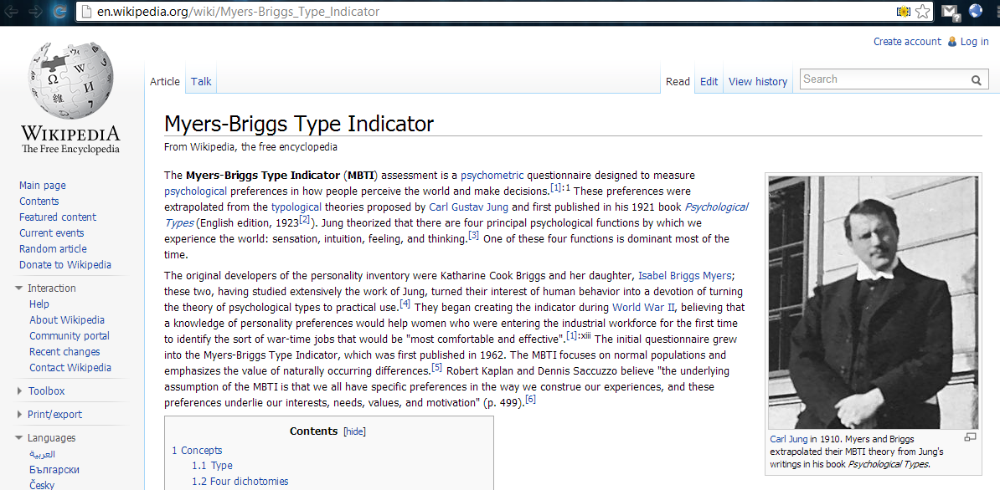 en.wikipedia.org/wiki/Myers-Briggs_Type_Indicator
Create account Log in
Article Talk Read Edit View history Search
Ω W И 維 7
WIKIPEDIA
The Free Encyclopedia
Main page
Contents
Featured content
Current events
Random article
Donate to Wikipedia
Interaction
Help
About Wikipedia
Community portal
Recent changes
Contact Wikipedia
Toolbox
Print/export
Languages
العربية
Български
Česky
Myers-Briggs Type Indicator
From Wikipedia, the free encyclopedia
The Myers-Briggs Type Indicator (MBTI) assessment is a psychometric questionnaire designed to measure
psychological preferences in how people perceive the world and make decisions.[1]:1 These preferences were
extrapolated from the typological theories proposed by Carl Gustav Jung and first published in his 1921 book Psychological
Types (English edition, 1923[2]). Jung theorized that there are four principal psychological functions by which we
experience the world: sensation, intuition, feeling, and thinking.[3] One of these four functions is dominant most of the
time.
The original developers of the personality inventory were Katharine Cook Briggs and her daughter, Isabel Briggs Myers;
these two, having studied extensively the work of Jung, turned their interest of human behavior into a devotion of turning
the theory of psychological types to practical use.[4] They began creating the indicator during World War II, believing that
a knowledge of personality preferences would help women who were entering the industrial workforce for the first time
to identify the sort of war-time jobs that would be "most comfortable and effective".[1]:xiii The initial questionnaire grew
into the Myers-Briggs Type Indicator, which was first published in 1962. The MBTI focuses on normal populations and
emphasizes the value of naturally occurring differences.[5] Robert Kaplan and Dennis Saccuzzo believe "the underlying
assumption of the MBTI is that we all have specific preferences in the way we construe our experiences, and these
preferences underlie our interests, needs, values, and motivation" (p. 499).[6]
Contents [hide]
1 Concepts
1.1 Type
1.2 Four dichotomies
Carl Jung in 1910. Myers and Briggs
extrapolated their MBTI theory from Jung's
writings in his book Psychological Types.